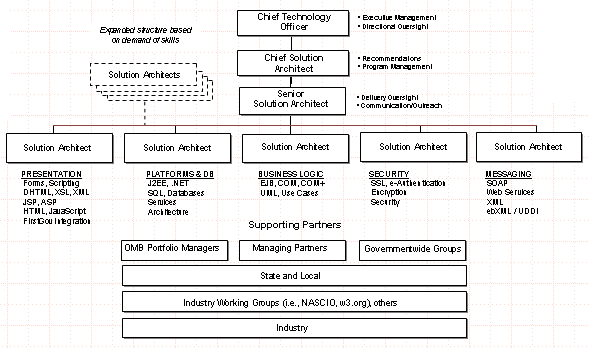 Expanded structure based
on demand of skills
Solution Architects
Chief Technology
Officer
• Executive Management
• Directional Oversight
Chief Solution
Architect
• Recommendations
• Program Management
Senior
Solution Architect
• Delivery Oversight
• Communication/Outreach
Solution Architect
Solution Architect
Solution Architect
Solution Architect
Solution Architect
PRESENTATION
Forms, Scripting
DHTML, XSL, XML
JSP, ASP
HTML, JavaScript
FirstGov Integration
PLATFORMS & DB
J2EE, .NET
SQL, Databases
Services
Architecture
BUSINESS LOGIC
EJB, COM, COM+
UML, Use Cases
SECURITY
SSL, e-Authentication
Encryption
Security
MESSAGING
SOAP
Web Services
XML
ebXML / UDDI
Supporting Partners
OMB Portfolio Managers
Managing Partners
Governmentwide Groups
State and Local
Industry Working Groups (i.e., NASCIO, w3.org), others
Industry